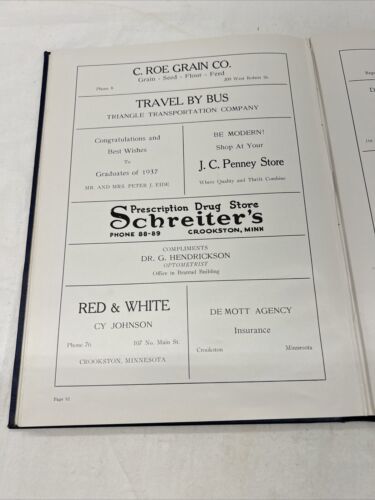 C. ROE GRAIN CO.
Grain - Seed - Flour - Feed
Phone 8 205 West Robert St.
TRAVEL BY BUS
TRIANGLE TRANSPORTATION COMPANY
Congratulations and
Best Wishes
To
Graduates of 1937
MR. AND MRS. PETER J. EIDE
BE MODERN!
Shop At Your
J. C. Penney Store
Where Quality and Thrift Combine
Prescription Drug Store
Schreiter's
PHONE 88-89 CROOKSTON, MINN
COMPLIMENTS
DR. G. HENDRICKSON
OPTOMETRIST
Office in Building
RED & WHITE
CY JOHNSON
Phone 76 107 No. Main St.
CROOKSTON, MINNESOTA
DE MOTT AGENCY
Insurance
Crookston Minnesota
Page 52